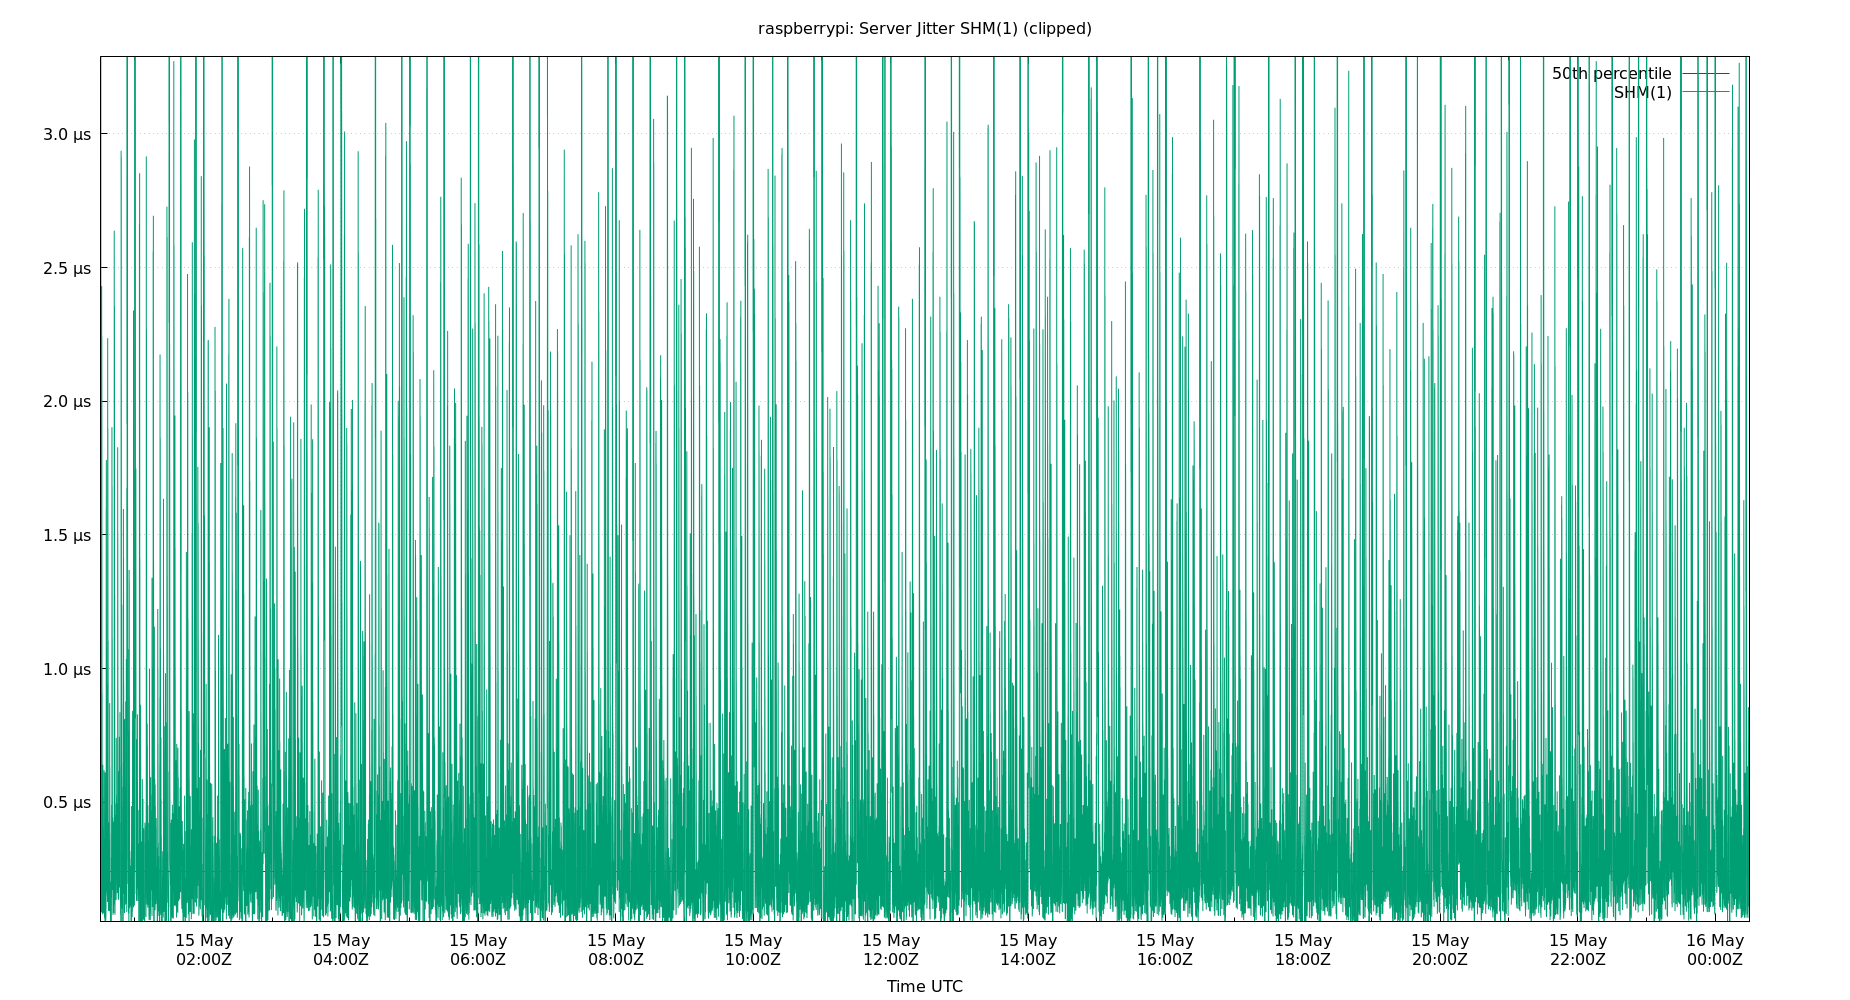 raspberrypi: Server Jitter SHM(1) (clipped)
50th percentile
SHM(1)
3.0 µs
2.5 µs
2.0 µs
1.5 µs
1.0 µs
0.5 µs
15 May 15 May 15 May 15 May 15 May 15 May 15 May 15 May 15 May 15 May 15 May 16 May
02:00Z 04:00Z 06:00Z 08:00Z 10:00Z 12:00Z 14:00Z 16:00Z 18:00Z 20:00Z 22:00Z 00:00Z
Time UTC